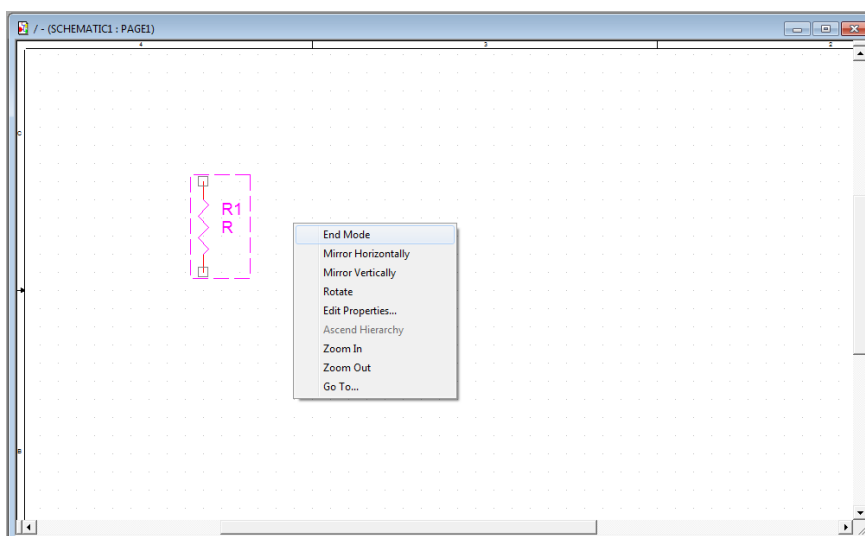 / - (SCHEMATIC1 : PAGE1)
4 3 2
C
R1
R
End Mode
Mirror Horizontally
Mirror Vertically
Rotate
Edit Properties...
Ascend Hierarchy
Zoom In
Zoom Out
Go To...
B